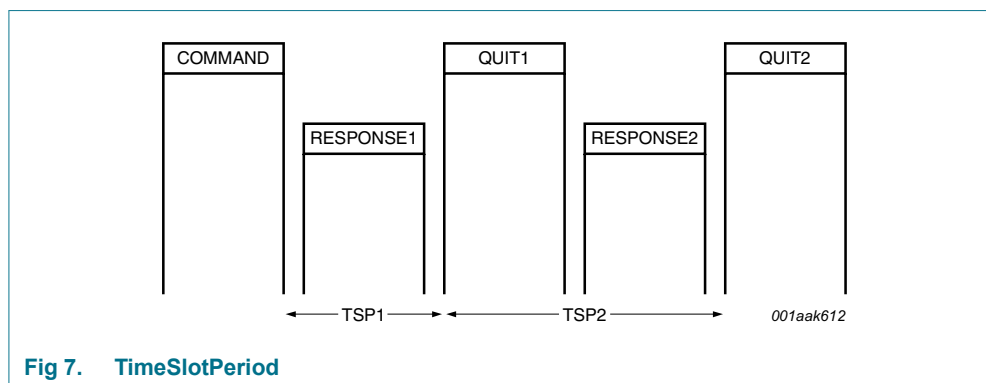 COMMAND QUIT1 QUIT2
RESPONSE1 RESPONSE2
TSP1 TSP2 001aak612
Fig 7. TimeSlotPeriod